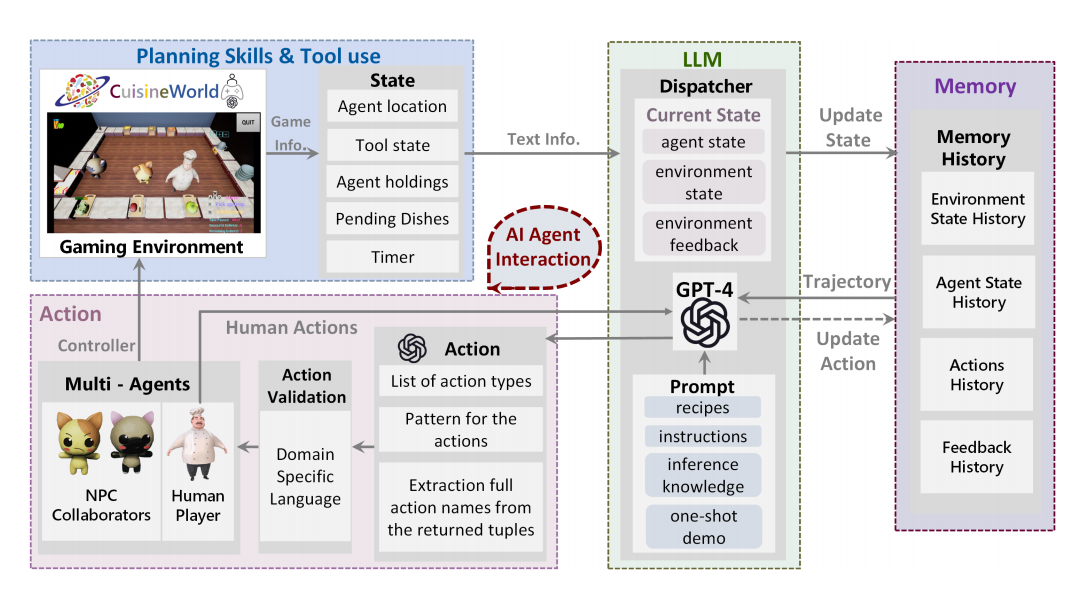 Planning Skills & Tool use
CuisineWorld
QUIT
Gaming Environment
Game
Info.
State
Agent location
Tool state
Agent holdings
Pending Dishes
Timer
Text Info.
AI Agent
Interaction
LLM
Dispatcher
Current State
agent state
environment
state
environment
feedback
GPT-4
Prompt
recipes
instructions
inference
knowledge
one-shot
demo
Update
State
Trajectory
Update
Action
Memory
Memory
History
Environment
State History
Agent State
History
Actions
History
Feedback
History
Action
Human Actions
Controller
Multi - Agents
NPC
Collaborators
Human
Player
Action
Validation
Domain
Specific
Language
Action
List of action types
Pattern for the
actions
Extraction full
action names from
the returned tuples